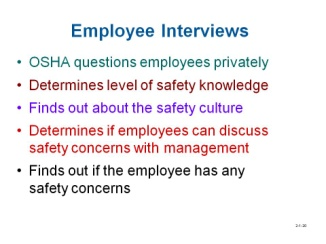 Employee Interviews
• OSHA questions employees privately
• Determines level of safety knowledge
• Finds out about the safety culture
• Determines if employees can discuss
safety concerns with management
• Finds out if the employee has any
safety concerns